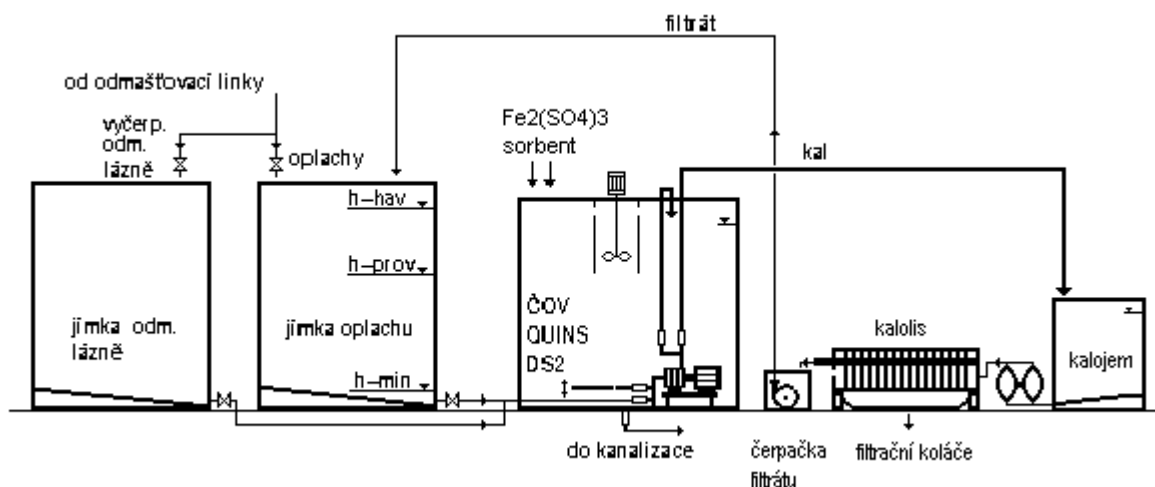 filtrát
od odmašťovací linky
vyčerp.
odm.
lázně
oplachy
Fe2(SO4)3
sorbent
kal
h-hav
h-prov
jímka odm.
lázně
jímka oplachu
h-min
ČOV
QUINS
DS2
kalolis
kalojem
do kanalizace
čerpačka
filtrátu
filtrační koláče